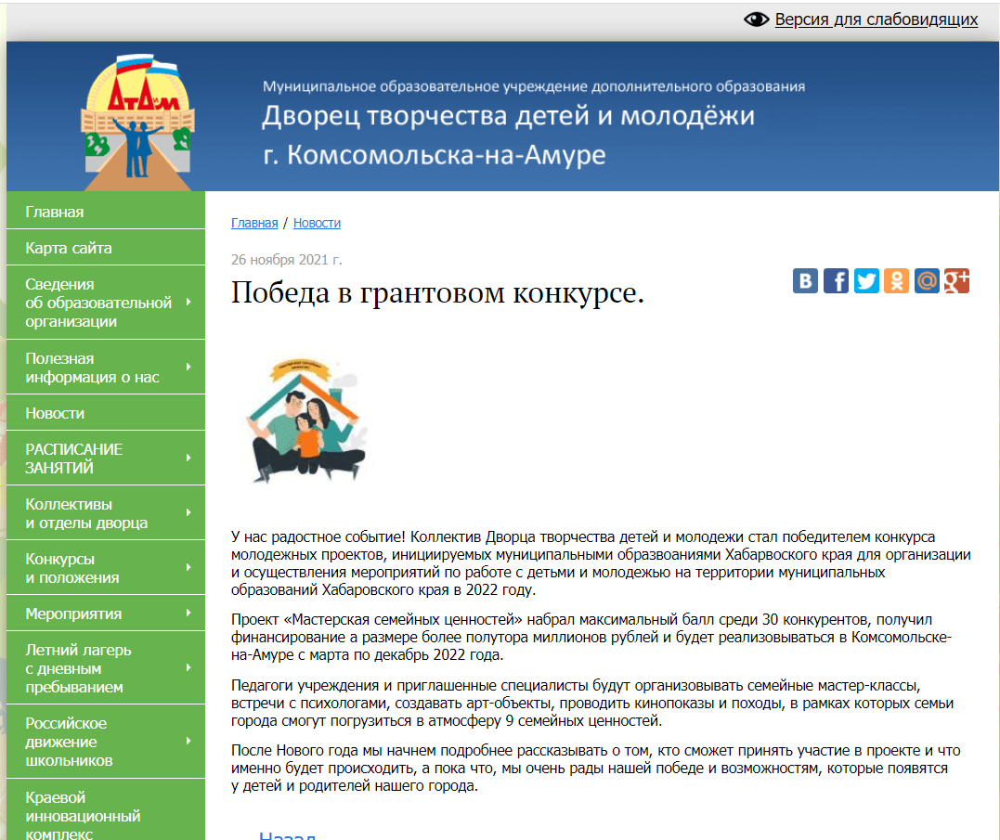 Версия для слабовидящих
АТДиМ
Муниципальное образовательное учреждение дополнительного образования
Дворец творчества детей и молодёжи
г. Комсомольска-на-Амуре
Главная
Карта сайта
Сведения
об образовательной
организации
Полезная
информация о нас
Новости
РАСПИСАНИЕ
ЗАНЯТИЙ
Коллективы
и отделы дворца
Конкурсы
и положения
Мероприятия
Летний лагерь
с дневным
пребыванием
Российское
движение
школьников
Краевой
инновационный
комплекс
Главная / Новости
26 ноября 2021 г.
Победа в грантовом конкурсе.
У нас радостное событие! Коллектив Дворца творчества детей и молодежи стал победителем конкурса
молодежных проектов, инициируемых муниципальными образвоаниями Хабарвоского края для организации
и осуществления мероприятий по работе с детьми и молодежью на территории муниципальных
образований Хабаровского края в 2022 году.
Проект «Мастерская семейных ценностей» набрал максимальный балл среди 30 конкурентов, получил
финансирование а размере более полутора миллионов рублей и будет реализовываться в Комсомольске-
на-Амуре с марта по декабрь 2022 года.
Педагоги учреждения и приглашенные специалисты будут организовывать семейные мастер-классы,
встречи с психологами, создавать арт-объекты, проводить кинопоказы и походы, в рамках которых семьи
города смогут погрузиться в атмосферу 9 семейных ценностей.
После Нового года мы начнем подробнее рассказывать о том, кто сможет принять участие в проекте и что
именно будет происходить, а пока что, мы очень рады нашей победе и возможностям, которые появятся
у детей и родителей нашего города.
Назад